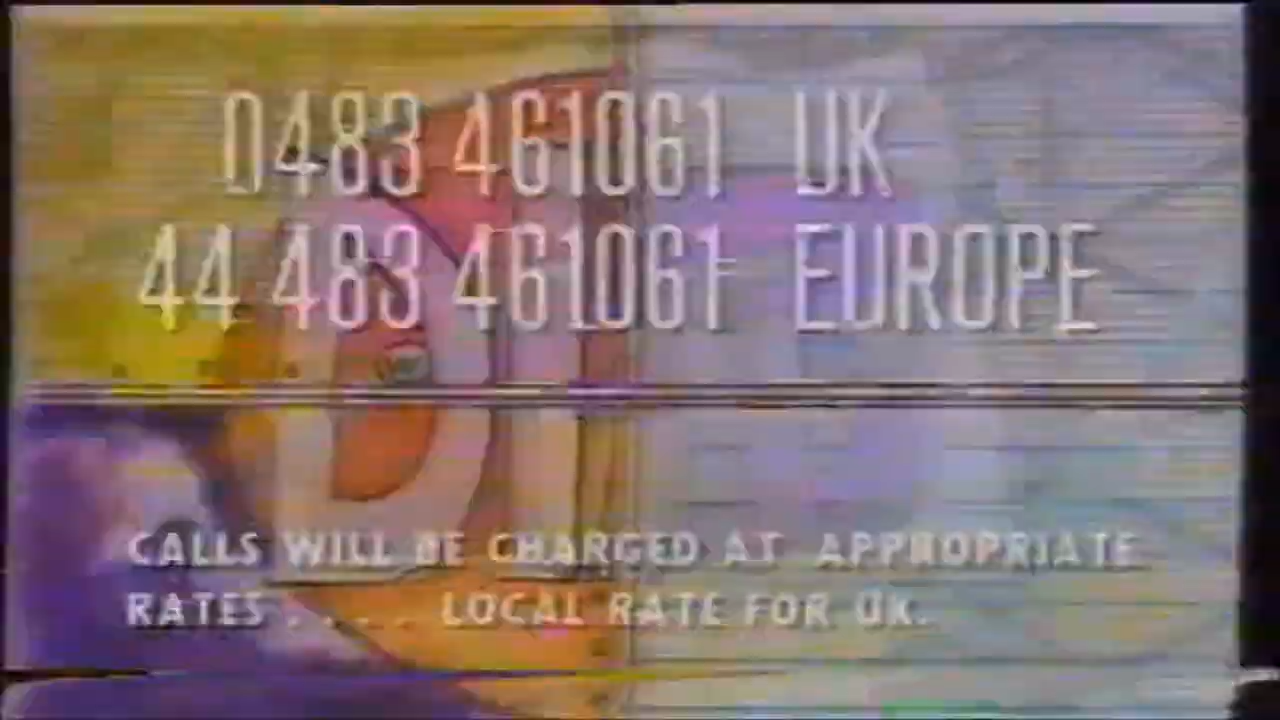 0483 461061 UK
44 483 461061 EUROPE
CALLS WILL BE CHARGED AT APPROPRIATE
RATES . . . . LOCAL RATE FOR UK.